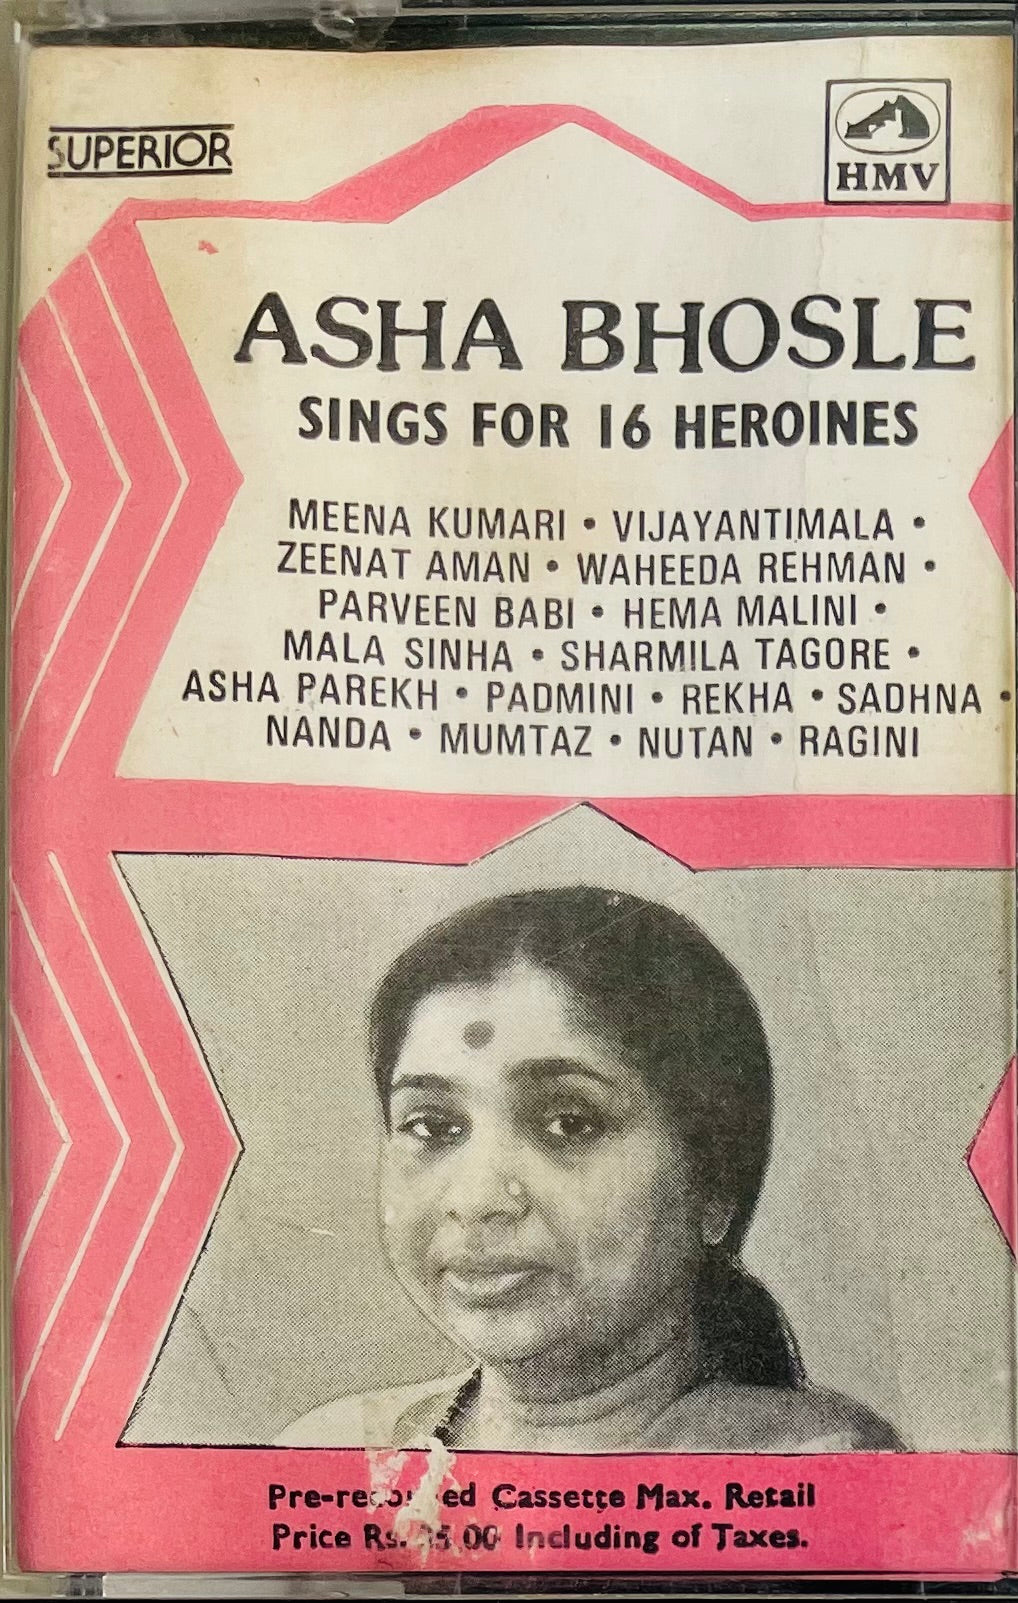 SUPERIOR
HMV
ASHA BHOSLE
SINGS FOR 16 HEROINES
MEENA KUMARI • VIJAYANTIMALA •
ZEENAT AMAN • WAHEEDA REHMAN •
PARVEEN BABI • HEMA MALINI •
MALA SINHA • SHARMILA TAGORE •
ASHA PAREKH • PADMINI • REKHA • SADHNA •
NANDA • MUMTAZ • NUTAN • RAGINI
Pre-recorded Cassette Max. Retail
Price Rs. Including of Taxes.